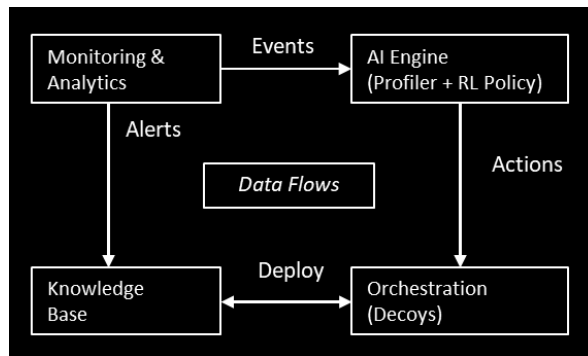 Monitoring &
Analytics
Events
AI Engine
(Profiler + RL Policy)
Alerts
Actions
Data Flows
Knowledge
Base
Deploy
Orchestration
(Decoys)